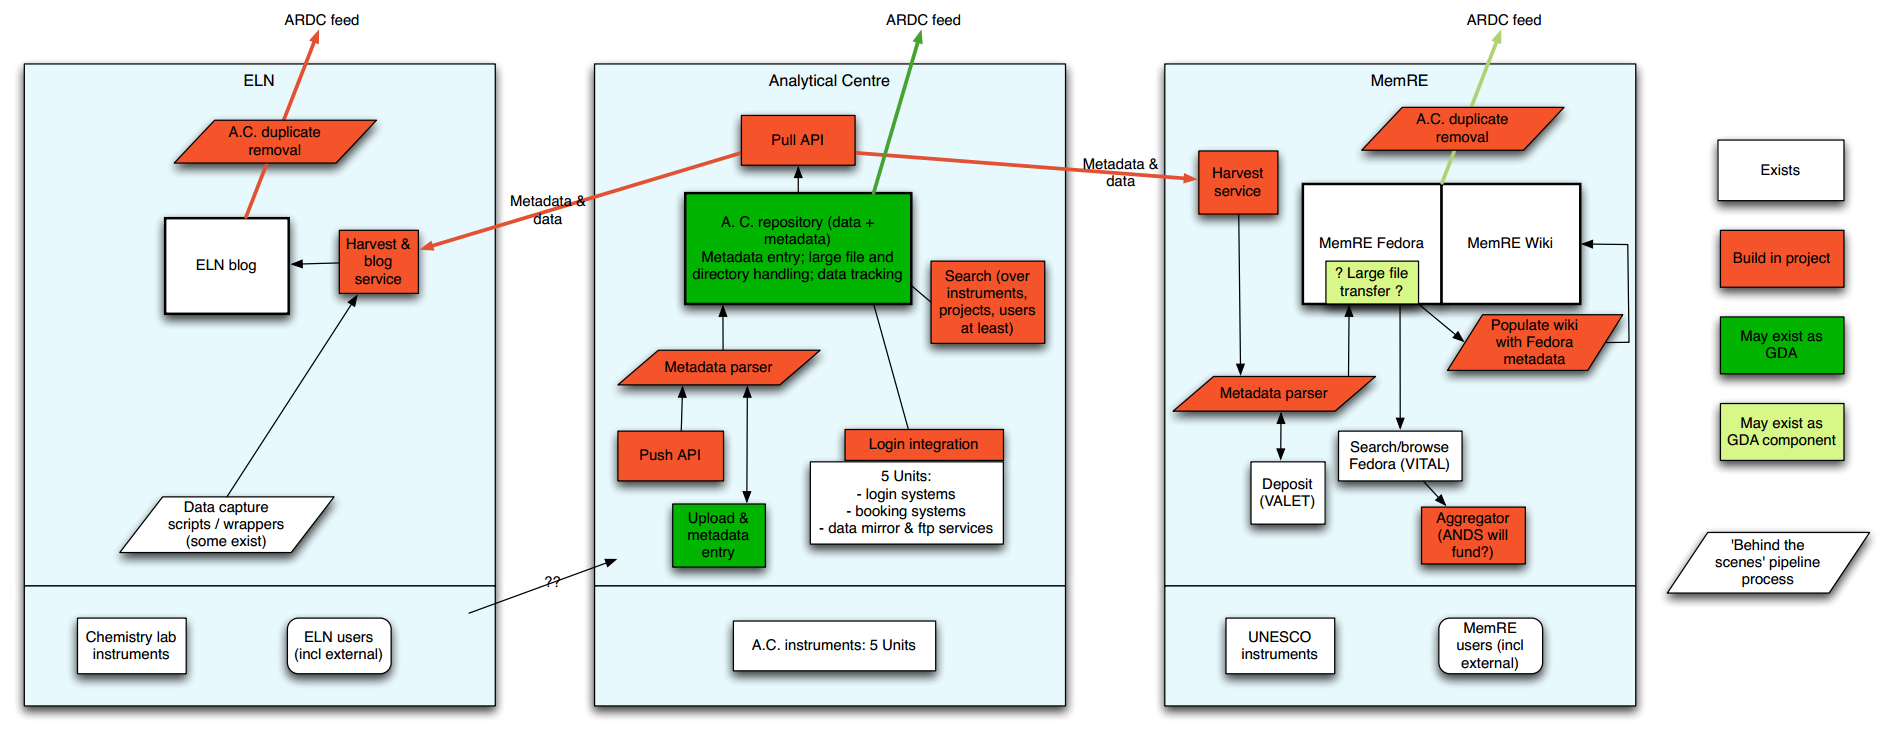 ARDC feed
ARDC feed
ARDC feed
ELN
A.C. duplicate
removal
ELN blog
Harvest &
blog
service
Data capture
scripts / wrappers
(some exist)
Chemistry lab
instruments
ELN users
(incl external)
Metadata &
data
??
Analytical Centre
Pull API
A. C. repository (data +
metadata)
Metadata entry; large file and
directory handling; data tracking
Search (over
instruments,
projects, users
at least)
Metadata parser
Push API
Upload &
metadata
entry
Login integration
5 Units:
- login systems
- booking systems
- data mirror & ftp services
A.C. instruments: 5 Units
Metadata &
data
MemRE
A.C. duplicate
removal
Harvest
service
MemRE Fedora
MemRE Wiki
? Large file
transfer ?
Populate wiki
with Fedora
metadata
Metadata parser
Deposit
(VALET)
Search/browse
Fedora (VITAL)
Aggregator
(ANDS will
fund?)
UNESCO
instruments
MemRE
users (incl
external)
Exists
Build in project
May exist as
GDA
May exist as
GDA component
'Behind the
scenes' pipeline
process